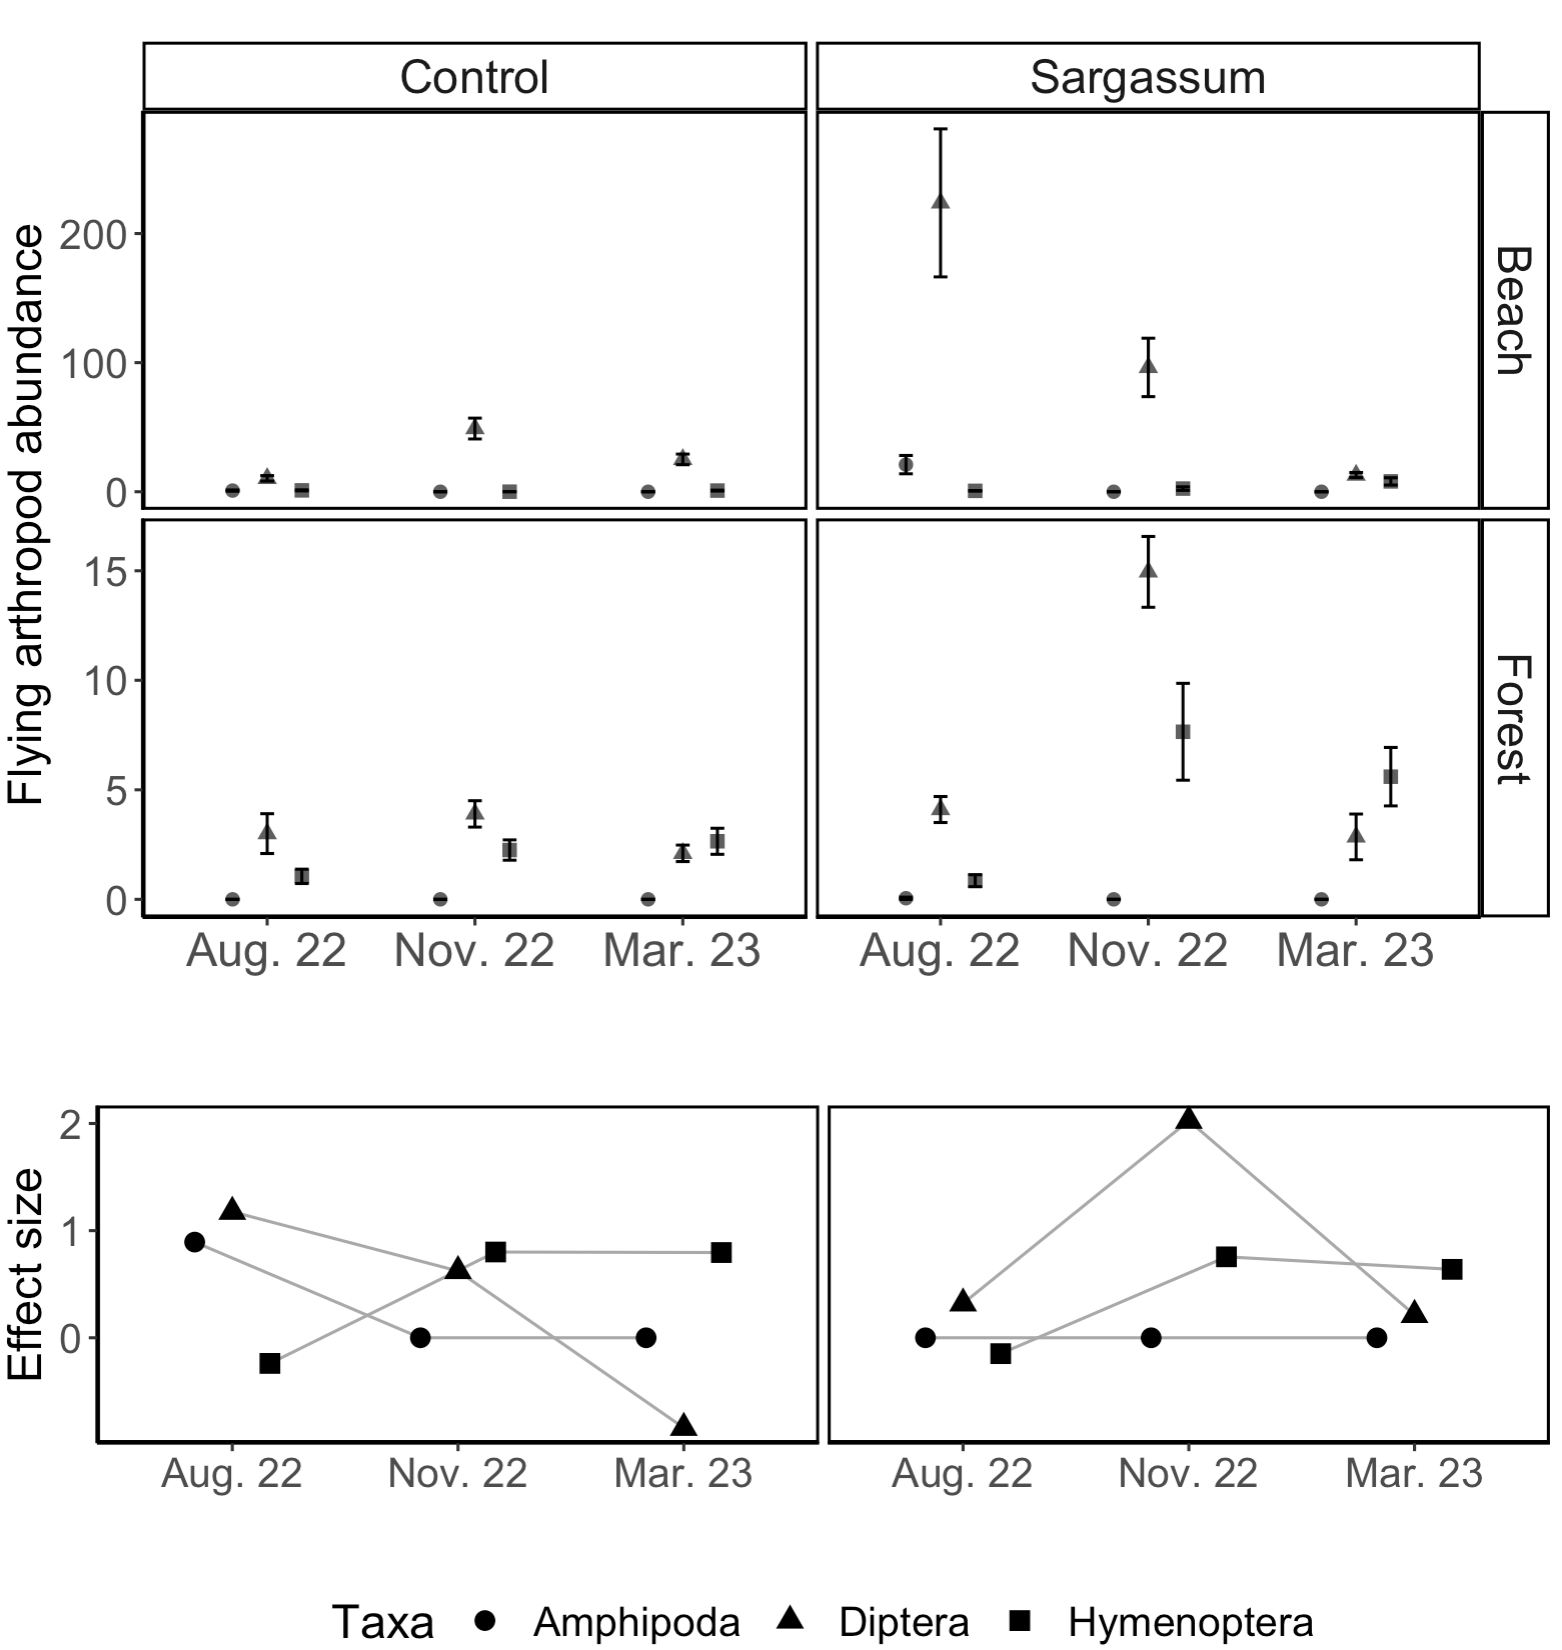 Control Sargassum
Flying arthropod abundance
200
100
0
Beach
15
10
5
0
Forest
Aug. 22 Nov. 22 Mar. 23 Aug. 22 Nov. 22 Mar. 23
Effect size
2
1
0
Aug. 22 Nov. 22 Mar. 23 Aug. 22 Nov. 22 Mar. 23
Taxa Amphipoda Diptera Hymenoptera